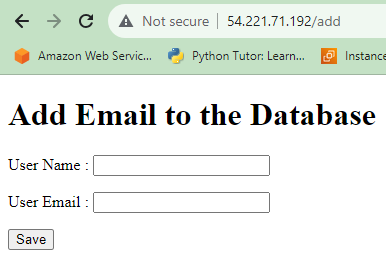 Not secure | 54.221.71.192/add
Amazon Web Servic... Python Tutor: Learn... Instance
Add Email to the Database
User Name :
User Email :
Save